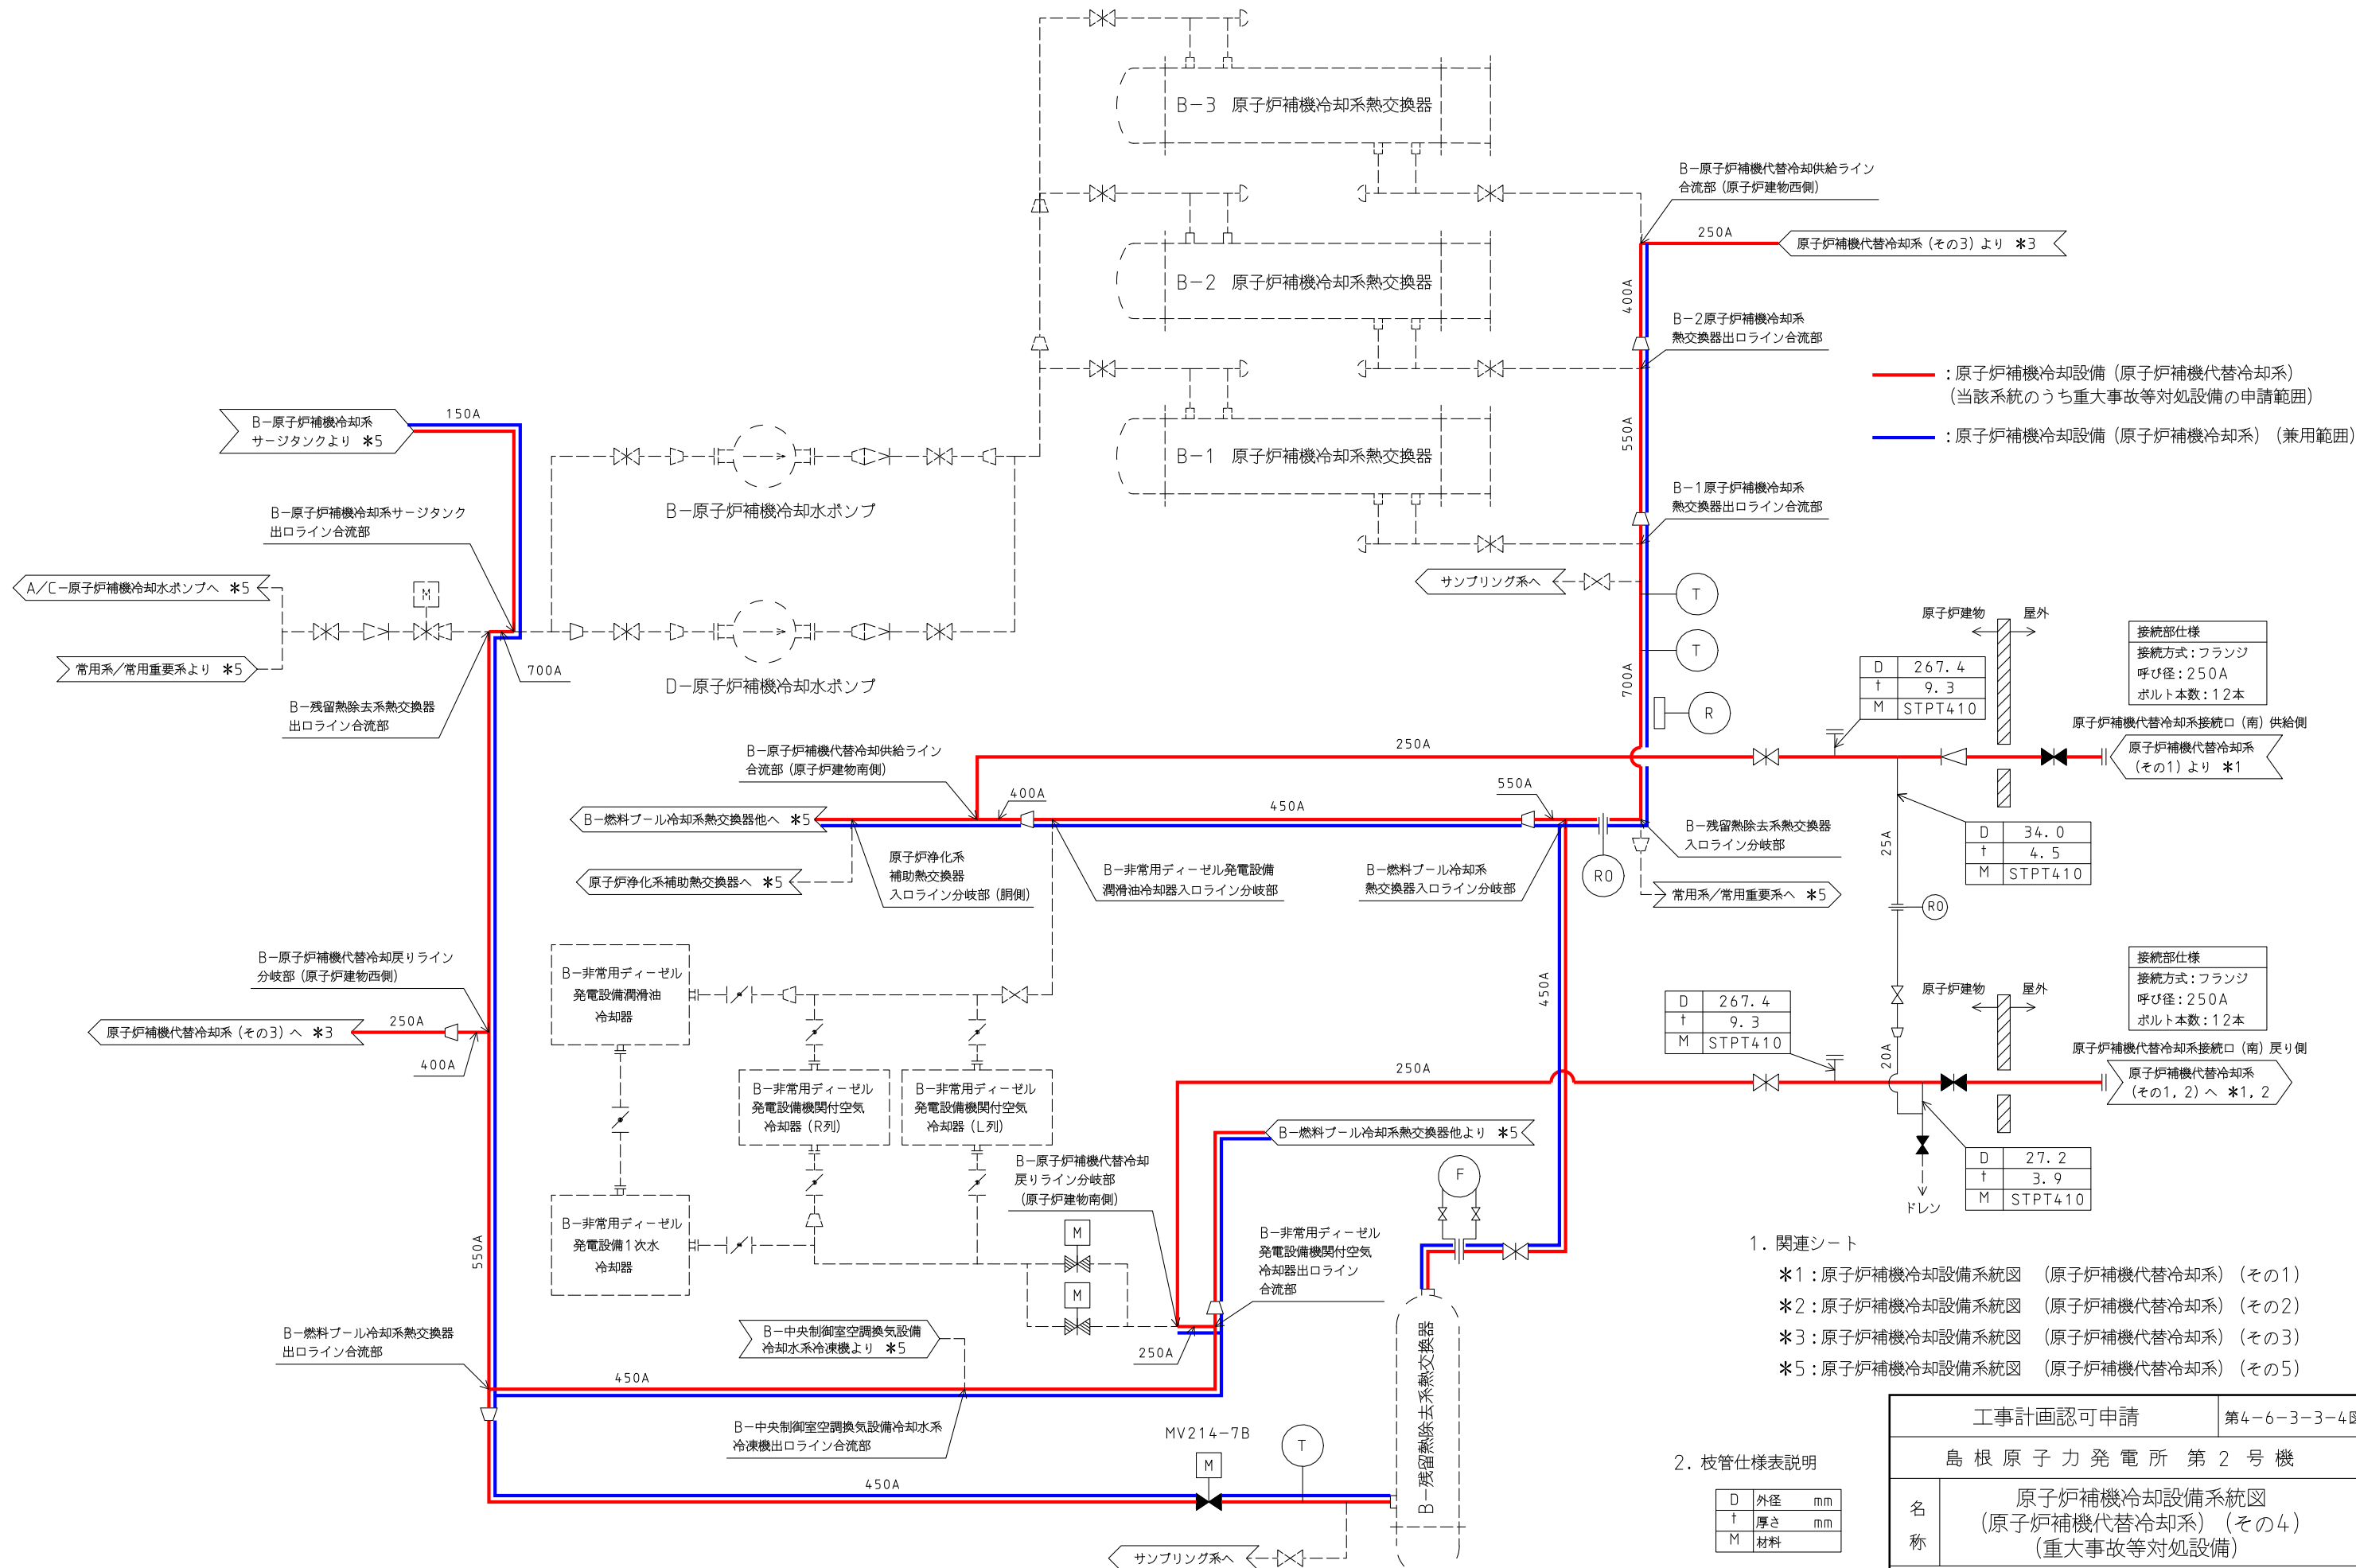 B-3 原子炉補機冷却系熱交換器
B-2 原子炉補機冷却系熱交換器
B-1 原子炉補機冷却系熱交換器
B-原子炉補機代替冷却供給ライン
合流部(原子炉建物西側)
250A
原子炉補機代替冷却系(その3)より *3
400A
B-2原子炉補機冷却系
熱交換器出口ライン合流部
550A
B-1原子炉補機冷却系
熱交換器出口ライン合流部
:原子炉補機冷却設備(原子炉補機代替冷却系)
(当該系統のうち重大事故等対処設備の申請範囲)
:原子炉補機冷却設備(原子炉補機冷却系)(兼用範囲)
B-原子炉補機冷却系
サージタンクより *5
150A
B-原子炉補機冷却系サージタンク
出口ライン合流部
A/C-原子炉補機冷却水ポンプへ *5
M
常用系/常用重要系より *5
700A
B-残留熱除去系熱交換器
出口ライン合流部
B-原子炉補機冷却水ポンプ
D-原子炉補機冷却水ポンプ
サンプリング系へ
T
T
R
700A
原子炉建物
屋外
接続部仕様
接続方式:フランジ
呼び径:250A
ボルト本数:12本
D 267.4
t 9.3
M STPT410
原子炉補機代替冷却系接続口(南)供給側
原子炉補機代替冷却系
(その1)より *1
B-原子炉補機代替冷却供給ライン
合流部(原子炉建物南側)
250A
B-燃料プール冷却系熱交換器他へ *5
400A
450A
550A
原子炉浄化系補助熱交換器へ *5
原子炉浄化系
補助熱交換器
入口ライン分岐部(胴側)
B-非常用ディーゼル発電設備
潤滑油冷却器入口ライン分岐部
B-燃料プール冷却系
熱交換器入口ライン分岐部
RO
B-残留熱除去系熱交換器
入口ライン分岐部
常用系/常用重要系へ *5
25A
D 34.0
t 4.5
M STPT410
RO
B-原子炉補機代替冷却戻りライン
分岐部(原子炉建物西側)
原子炉補機代替冷却系(その3)へ *3
250A
400A
B-非常用ディーゼル
発電設備潤滑油
冷却器
B-非常用ディーゼル
発電設備機関付空気
冷却器(R列)
B-非常用ディーゼル
発電設備機関付空気
冷却器(L列)
B-非常用ディーゼル
発電設備1次水
冷却器
450A
D 267.4
t 9.3
M STPT410
原子炉建物
屋外
接続部仕様
接続方式:フランジ
呼び径:250A
ボルト本数:12本
20A
原子炉補機代替冷却系接続口(南)戻り側
原子炉補機代替冷却系
(その1,2)へ *1,2
250A
B-燃料プール冷却系熱交換器他より *5
B-原子炉補機代替冷却
戻りライン分岐部
(原子炉建物南側)
F
D 27.2
t 3.9
M STPT410
ドレン
M
M
B-非常用ディーゼル
発電設備機関付空気
冷却器出口ライン
合流部
250A
550A
B-燃料プール冷却系熱交換器
出口ライン合流部
B-中央制御室空調換気設備
冷却水系冷凍機より *5
450A
B-中央制御室空調換気設備冷却水系
冷凍機出口ライン合流部
450A
MV214-7B
M
T
B-残留熱除去系熱交換器
サンプリング系へ
1. 関連シート
*1:原子炉補機冷却設備系統図 (原子炉補機代替冷却系)(その1)
*2:原子炉補機冷却設備系統図 (原子炉補機代替冷却系)(その2)
*3:原子炉補機冷却設備系統図 (原子炉補機代替冷却系)(その3)
*5:原子炉補機冷却設備系統図 (原子炉補機代替冷却系)(その5)
2. 枝管仕様表説明
D 外径 mm
t 厚さ mm
M 材料
工事計画認可申請 第4-6-3-3-4図
島根原子力発電所 第2号機
名称
原子炉補機冷却設備系統図
(原子炉補機代替冷却系)(その4)
(重大事故等対処設備)